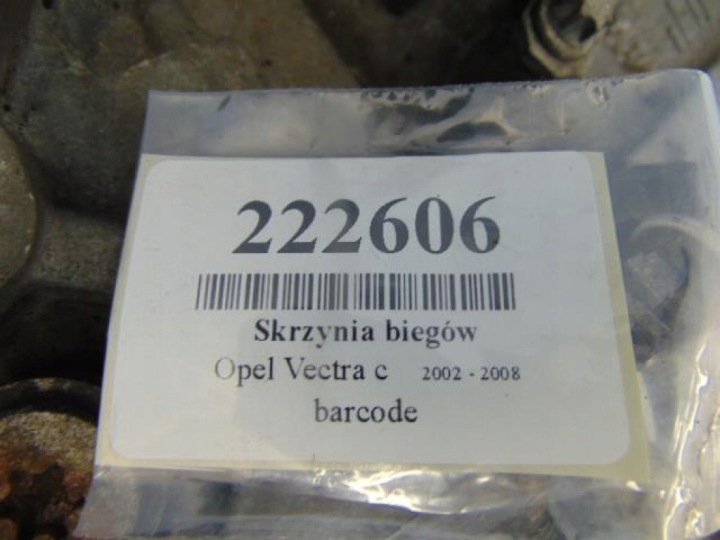 222606
Skrzynia biegów
Opel Vectra c 2002 - 2008
barcode